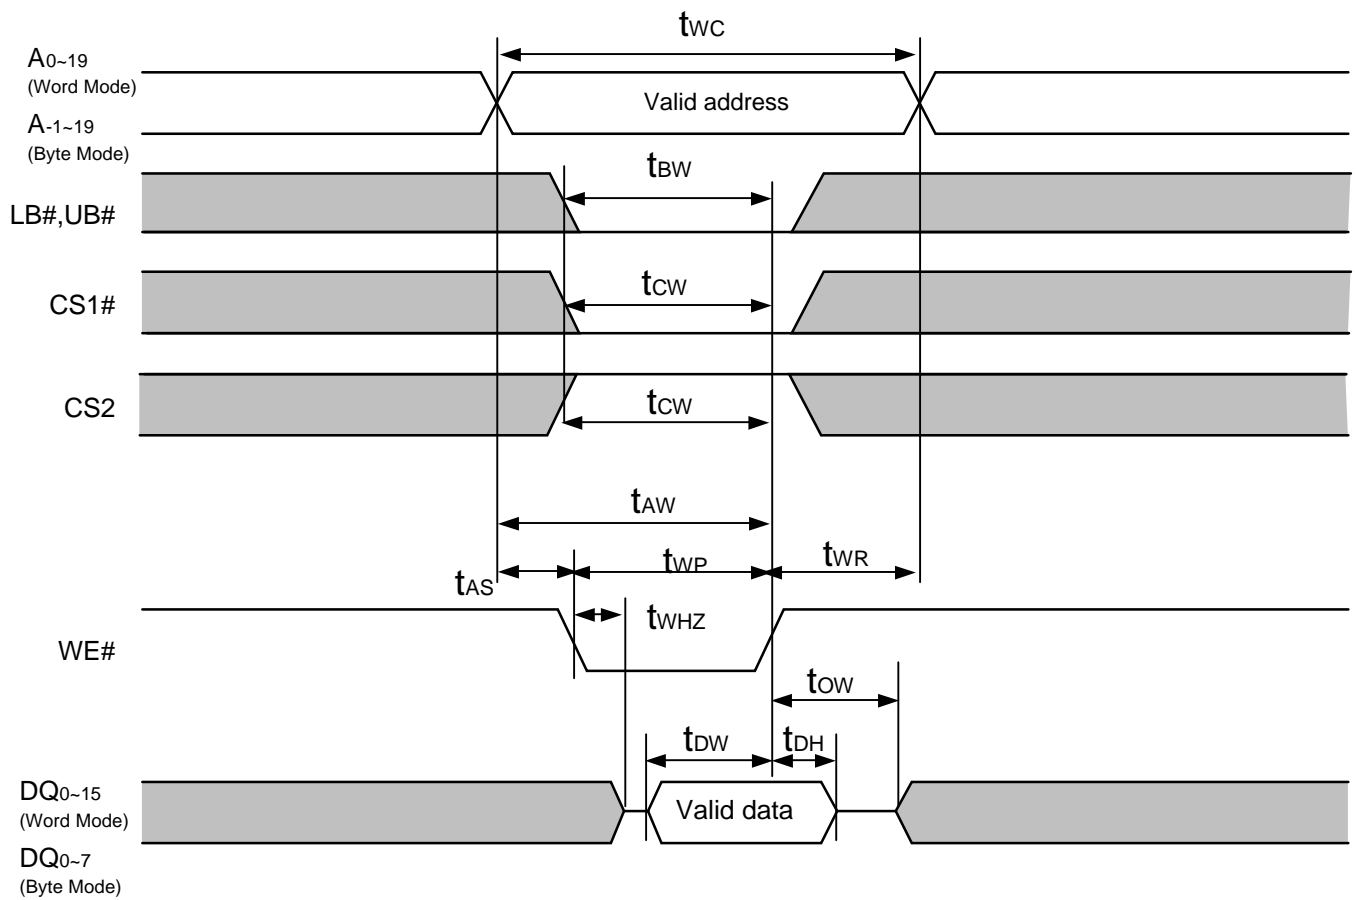 tWC
A0~19
(Word Mode)
Valid address
A-1~19
(Byte Mode)
tBW
LB#,UB#
tCW
CS1#
CS2
tCW
tAW
tAS
tWP
tWR
tWHZ
WE#
tOW
tDW
tDH
DQ0~15
(Word Mode)
Valid data
DQ0~7
(Byte Mode)